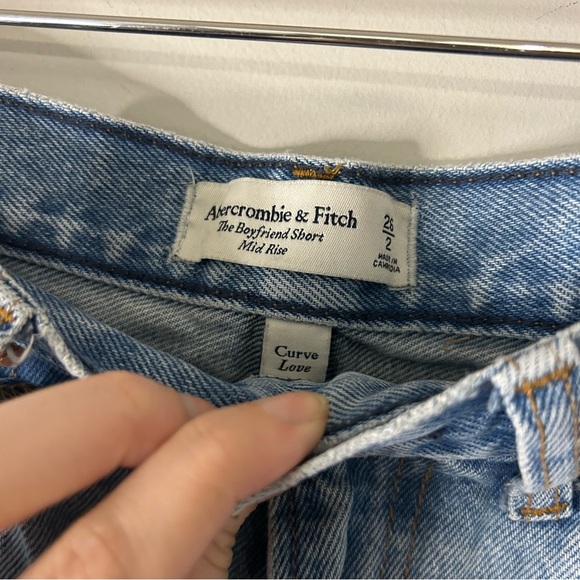 Abercrombie & Fitch
The Boyfriend Short
Mid Rise
26
2
MADE IN
CAMBODIA
Curve
Love